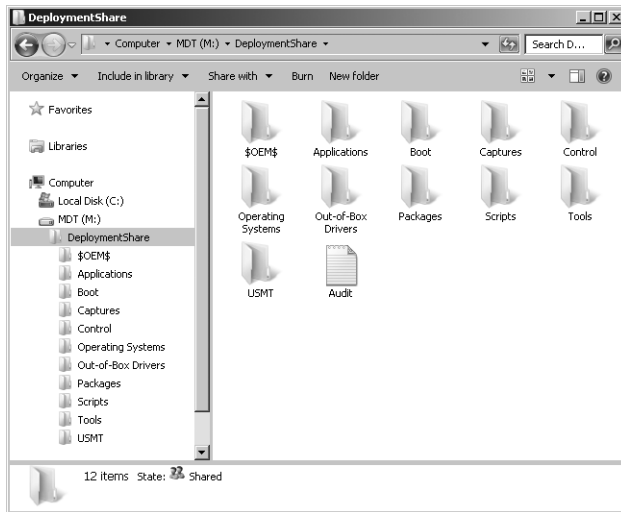 DeploymentShare
Computer MDT (M:) DeploymentShare
Search D...
Organize Include in library Share with Burn New folder
Favorites
Libraries
Computer
Local Disk (C:)
MDT (M:)
DeploymentShare
$OEM$
Applications
Boot
Captures
Control
Operating Systems
Out-of-Box Drivers
Packages
Scripts
Tools
USMT
$OEM$ Applications Boot Captures Control
Operating Systems Out-of-Box Drivers Packages Scripts Tools
USMT Audit
12 items State: Shared